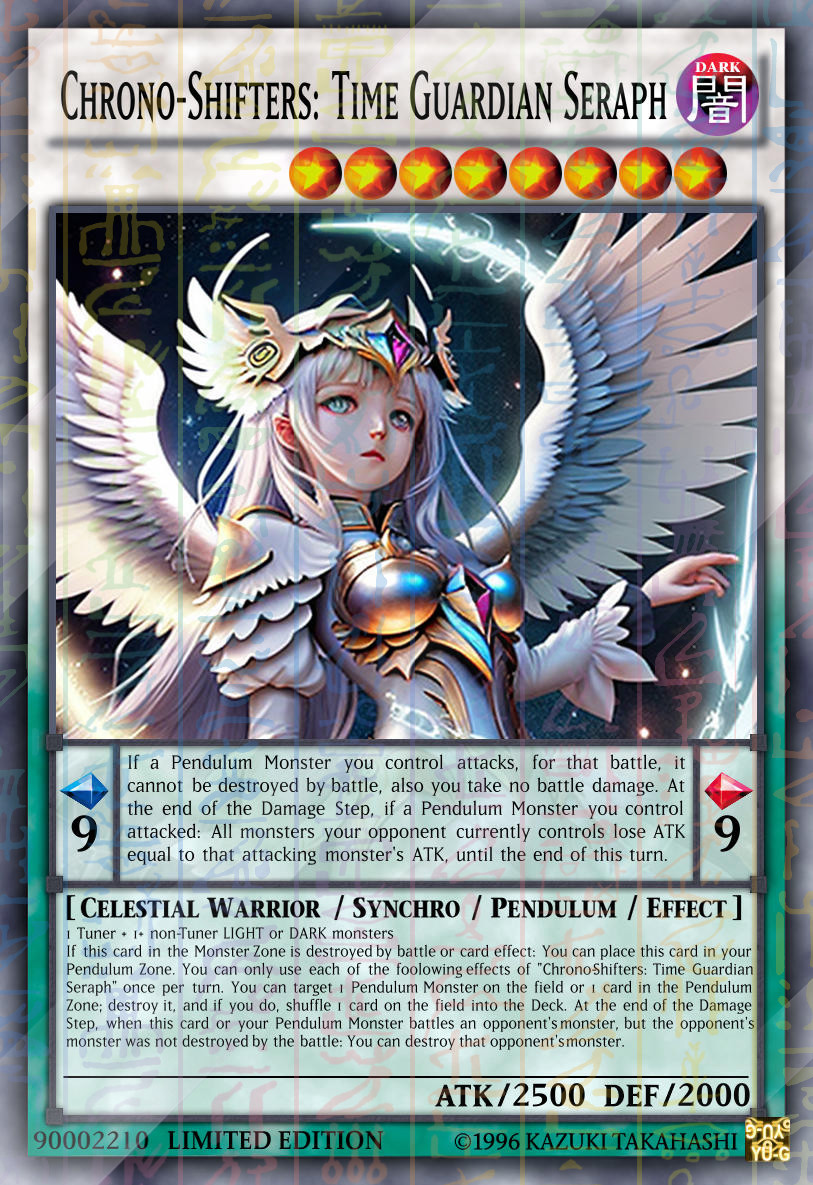 CHRONO-SHIFTERS: TIME GUARDIAN SERAPH
DARK
闇
If a Pendulum Monster you control attacks, for that battle, it
cannot be destroyed by battle, also you take no battle damage. At
the end of the Damage Step, if a Pendulum Monster you control
attacked: All monsters your opponent currently controls lose ATK
equal to that attacking monster's ATK, until the end of this turn.
9
9
[ CELESTIAL WARRIOR / SYNCHRO / PENDULUM / EFFECT ]
1 Tuner + 1+ non-Tuner LIGHT or DARK monsters
If this card in the Monster Zone is destroyed by battle or card effect: You can place this card in your
Pendulum Zone. You can only use each of the foolowing effects of "Chrono-Shifters: Time Guardian
Seraph" once per turn. You can target 1 Pendulum Monster on the field or 1 card in the Pendulum
Zone; destroy it, and if you do, shuffle 1 card on the field into the Deck. At the end of the Damage
Step, when this card or your Pendulum Monster battles an opponent's monster, but the opponent's
monster was not destroyed by the battle: You can destroy that opponent's monster.
ATK/2500 DEF/2000
90002210 LIMITED EDITION ©1996 KAZUKI TAKAHASHI